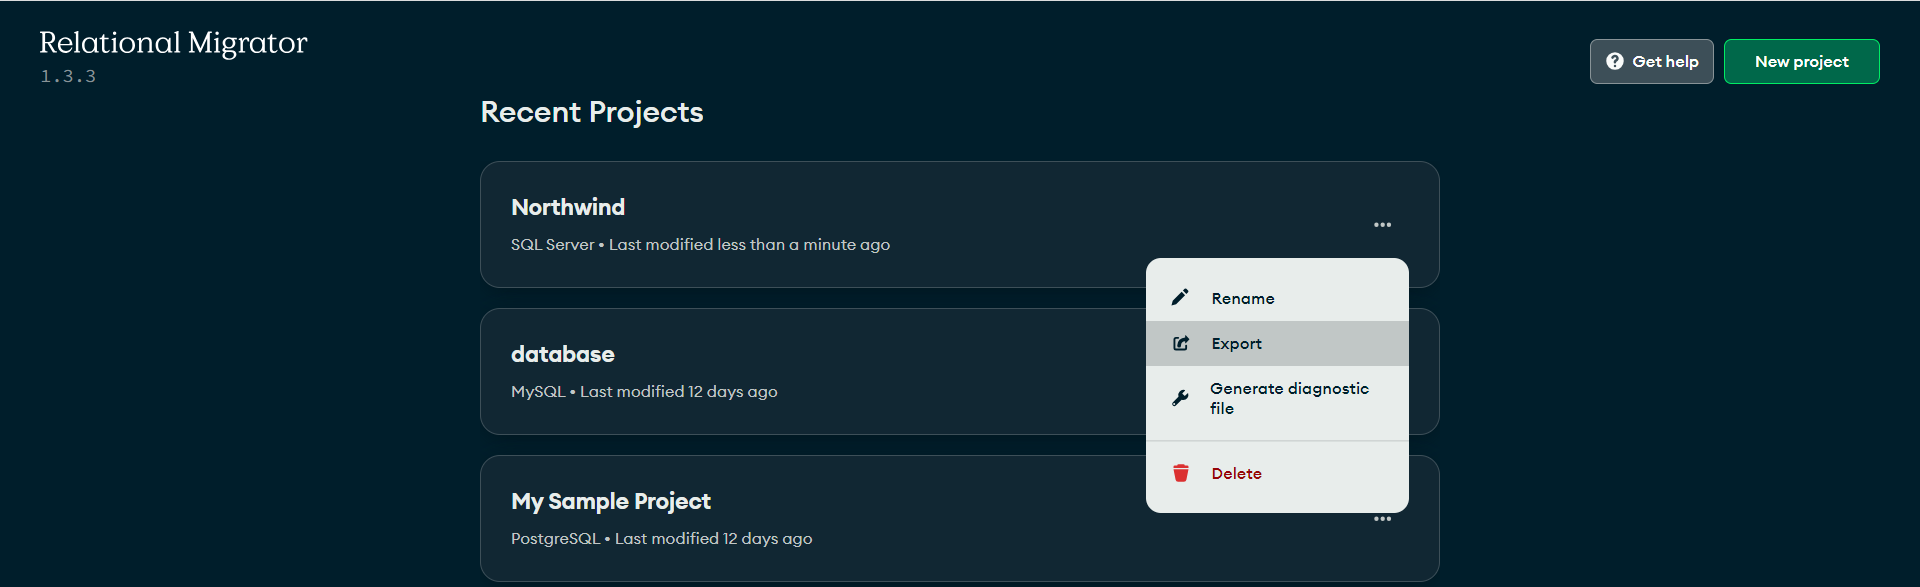 Relational Migrator
1.3.3
Get help
New project
Recent Projects
Northwind
SQL Server • Last modified less than a minute ago
Rename
Export
Generate diagnostic
file
Delete
database
MySQL • Last modified 12 days ago
My Sample Project
PostgreSQL • Last modified 12 days ago